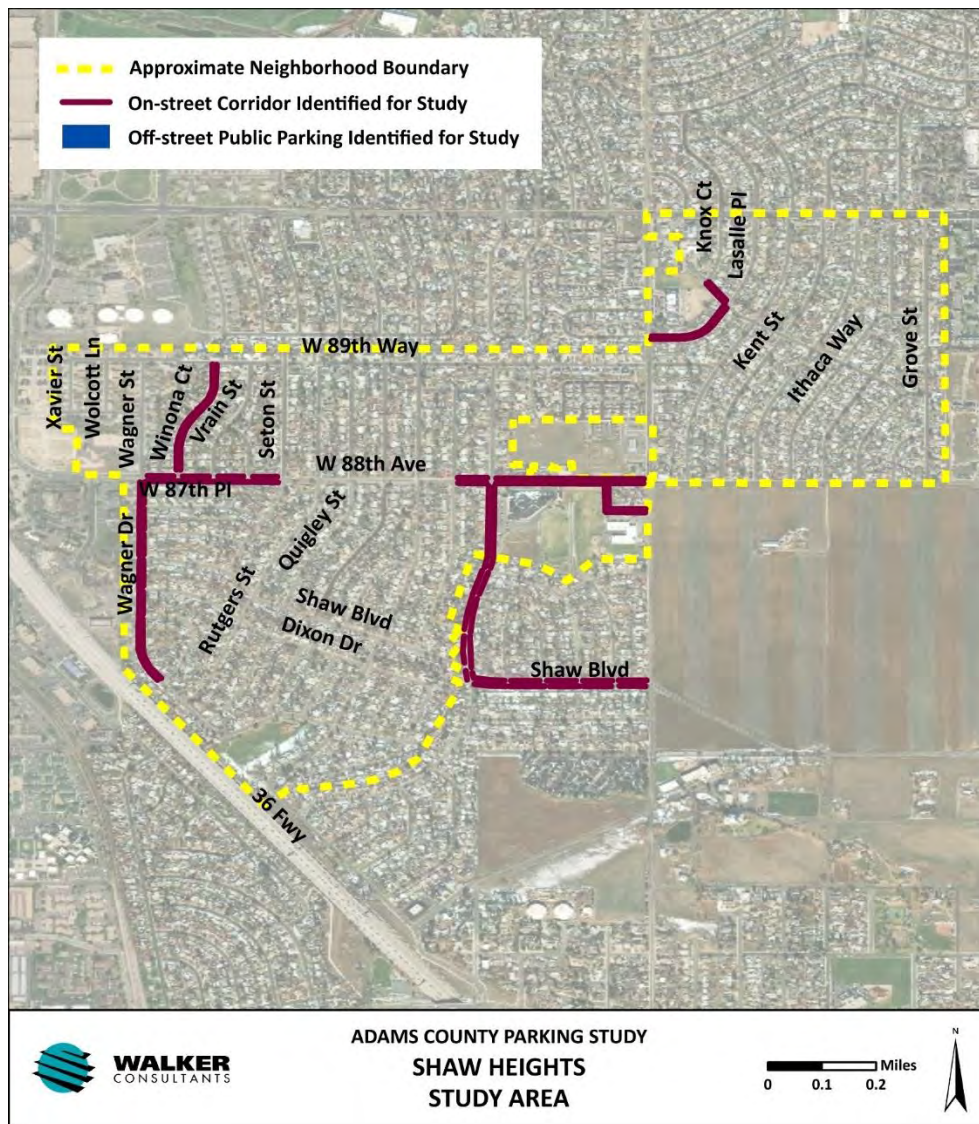 Approximate Neighborhood Boundary
On-street Corridor Identified for Study
Off-street Public Parking Identified for Study
Knox Ct
Lasalle Pl
Kent St
Ithaca Way
Grove St
W 89th Way
Xavier St
Wolcott Ln
Wagner St
Winona Ct
Vrain St
Seton St
W 88th Ave
W 87th Pl
Wagner Dr
Quigley St
Rutgers St
Shaw Blvd
Dixon Dr
Shaw Blvd
36 Fwy
WALKER
CONSULTANTS
ADAMS COUNTY PARKING STUDY
SHAW HEIGHTS
STUDY AREA
Miles
0 0.1 0.2
N